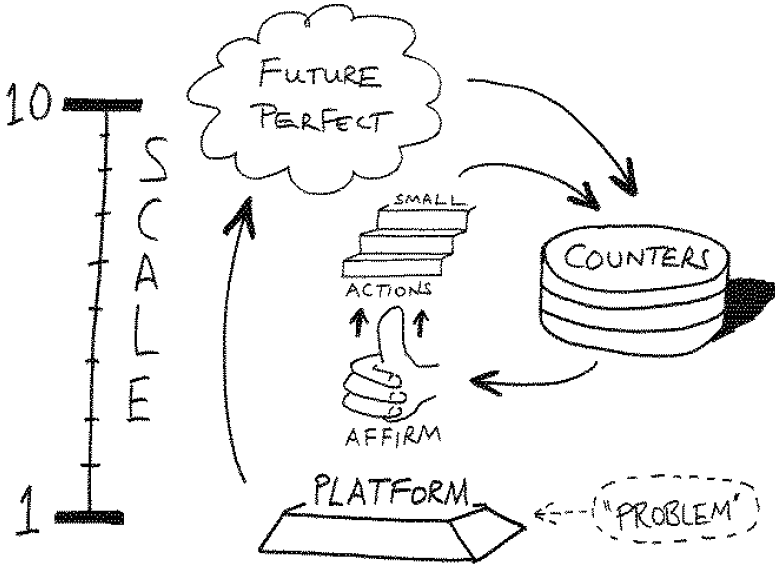 10
SCALE
1
FUTURE
PERFECT
SMALL
ACTIONS
COUNTERS
AFFIRM
PLATFORM
"PROBLEM"